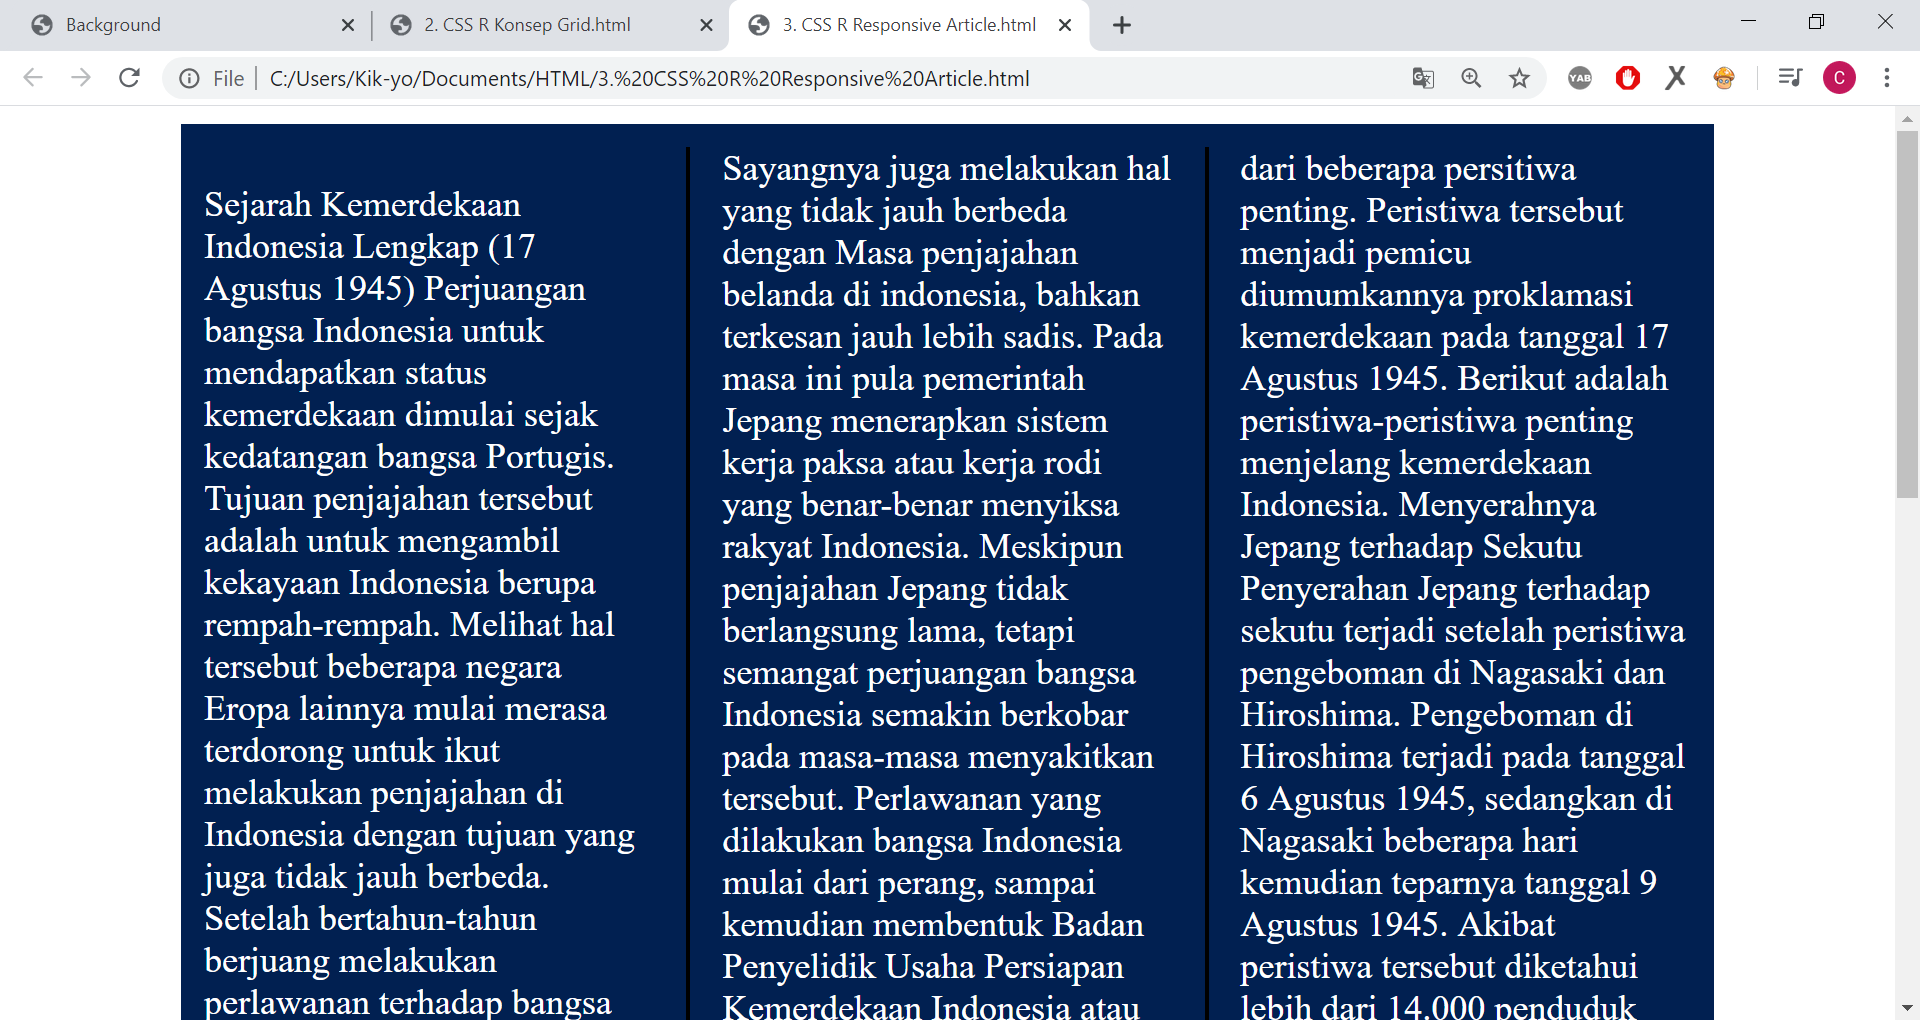 Background
2. CSS R Konsep Grid.html
3. CSS R Responsive Article.html
File
C:/Users/Kik-yo/Documents/HTML/3.%20CSS%20R%20Responsive%20Article.html
YAB
C
Sejarah Kemerdekaan
Indonesia Lengkap (17
Agustus 1945) Perjuangan
bangsa Indonesia untuk
mendapatkan status
kemerdekaan dimulai sejak
kedatangan bangsa Portugis.
Tujuan penjajahan tersebut
adalah untuk mengambil
kekayaan Indonesia berupa
rempah-rempah. Melihat hal
tersebut beberapa negara
Eropa lainnya mulai merasa
terdorong untuk ikut
melakukan penjajahan di
Indonesia dengan tujuan yang
juga tidak jauh berbeda.
Setelah bertahun-tahun
berjuang melakukan
perlawanan terhadap bangsa
Sayangnya juga melakukan hal
yang tidak jauh berbeda
dengan Masa penjajahan
belanda di indonesia, bahkan
terkesan jauh lebih sadis. Pada
masa ini pula pemerintah
Jepang menerapkan sistem
kerja paksa atau kerja rodi
yang benar-benar menyiksa
rakyat Indonesia. Meskipun
penjajahan Jepang tidak
berlangsung lama, tetapi
semangat perjuangan bangsa
Indonesia semakin berkobar
pada masa-masa menyakitkan
tersebut. Perlawanan yang
dilakukan bangsa Indonesia
mulai dari perang, sampai
kemudian membentuk Badan
Penyelidik Usaha Persiapan
Kemerdekaan Indonesia atau
dari beberapa persitiwa
penting. Peristiwa tersebut
menjadi pemicu
diumumkannya proklamasi
kemerdekaan pada tanggal 17
Agustus 1945. Berikut adalah
peristiwa-peristiwa penting
menjelang kemerdekaan
Indonesia. Menyerahnya
Jepang terhadap Sekutu
Penyerahan Jepang terhadap
sekutu terjadi setelah peristiwa
pengeboman di Nagasaki dan
Hiroshima. Pengeboman di
Hiroshima terjadi pada tanggal
6 Agustus 1945, sedangkan di
Nagasaki beberapa hari
kemudian teparnya tanggal 9
Agustus 1945. Akibat
peristiwa tersebut diketahui
lebih dari 14.000 penduduk